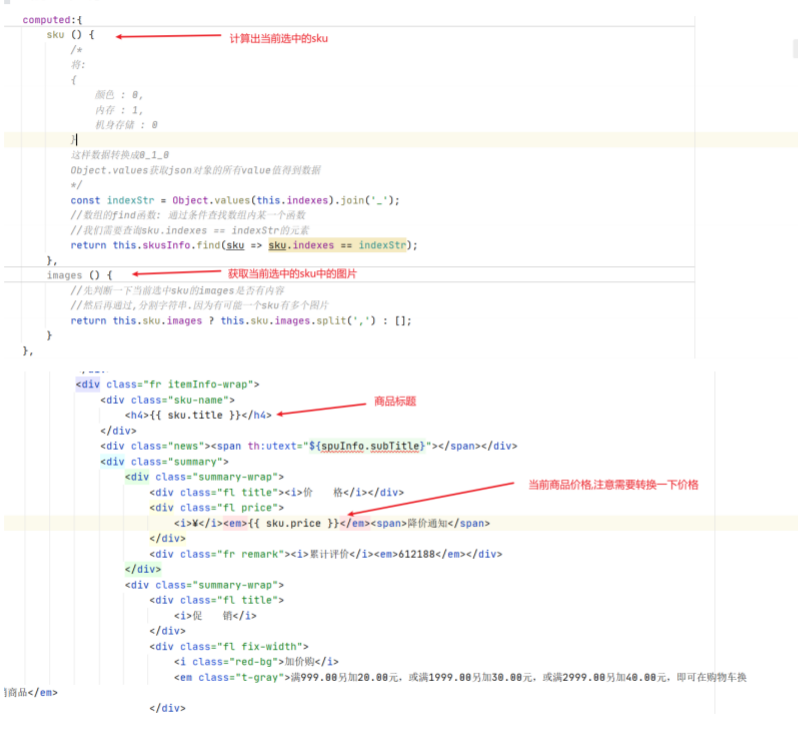 computed:{
sku () { 计算出当前选中的sku
/*
将:
{
颜色 : 0,
内存 : 1,
机身存储 : 0
}
这样数据转换成0_1_0
Object.values获取json对象的所有value值得到数据
*/
const indexStr = Object.values(this.indexes).join('_');
//数组的find函数: 通过条件查找数组内某一个函数
//我们需要查询sku.indexes == indexStr的元素
return this.skusInfo.find(sku => sku.indexes == indexStr);
},
images () { 获取当前选中的sku中的图片
//先判断一下当前选中sku的images是否有内容
//然后再通过,分割字符串.因为有可能一个sku有多个图片
return this.sku.images ? this.sku.images.split(',') : [];
}
},
<div class="fr itemInfo-wrap">
<div class="sku-name"> 商品标题
<h4>{{ sku.title }}</h4>
</div>
<div class="news"><span th:utext="${spuInfo.subTitle}"></span></div>
<div class="summary">
<div class="summary-wrap">
<div class="fl title"><i>价 格</i></div> 当前商品价格,注意需要转换一下价格
<div class="fl price">
<i>¥</i><em>{{ sku.price }}</em><span>降价通知</span>
</div>
<div class="fr remark"><i>累计评价</i><em>612188</em></div>
</div>
<div class="summary-wrap">
<div class="fl title">
<i>促 销</i>
</div>
<div class="fl fix-width">
<i class="red-bg">加价购</i>
<em class="t-gray">满999.00另加20.00元，或满1999.00另加30.00元，或满2999.00另加40.00元，即可在购物车换
商品</em>
</div>